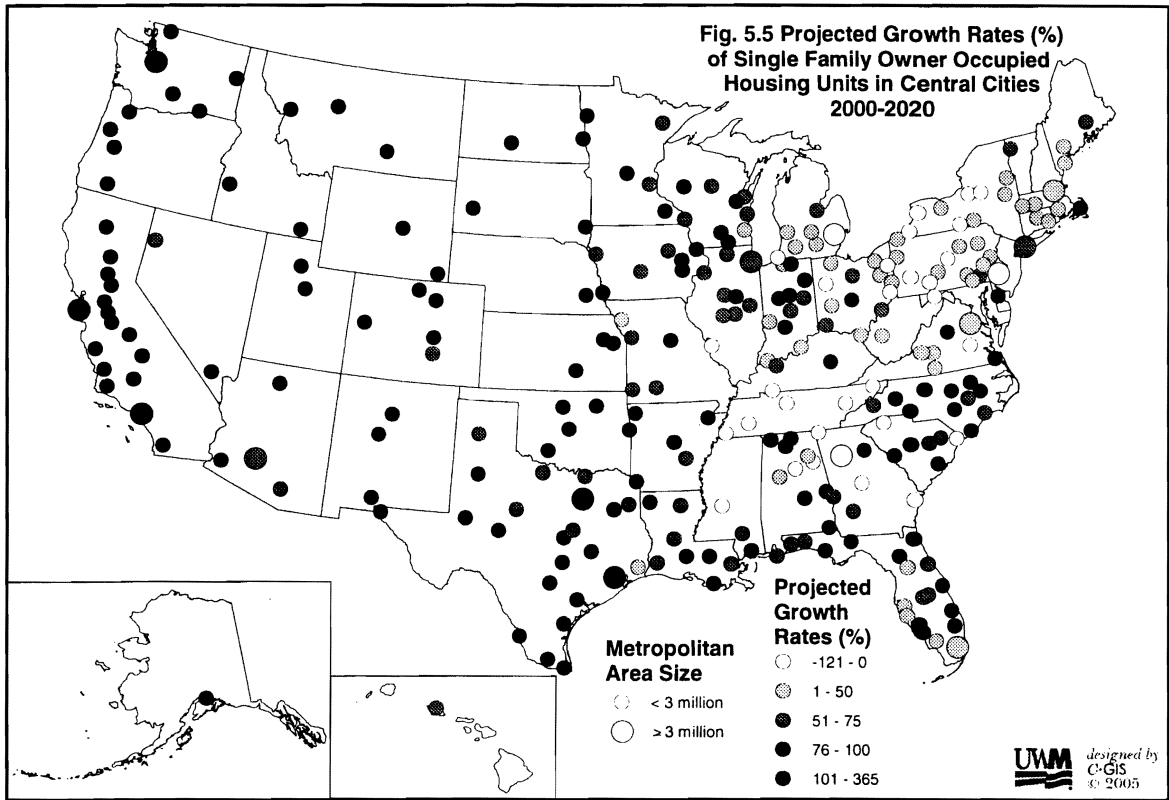 Fig. 5.5 Projected Growth Rates (%)
of Single Family Owner Occupied
Housing Units in Central Cities
2000-2020
Metropolitan
Area Size
< 3 million
≥ 3 million
Projected
Growth
Rates (%)
-121 - 0
1 - 50
51 - 75
76 - 100
101 - 365
UWM
designed by
C•GIS
© 2005